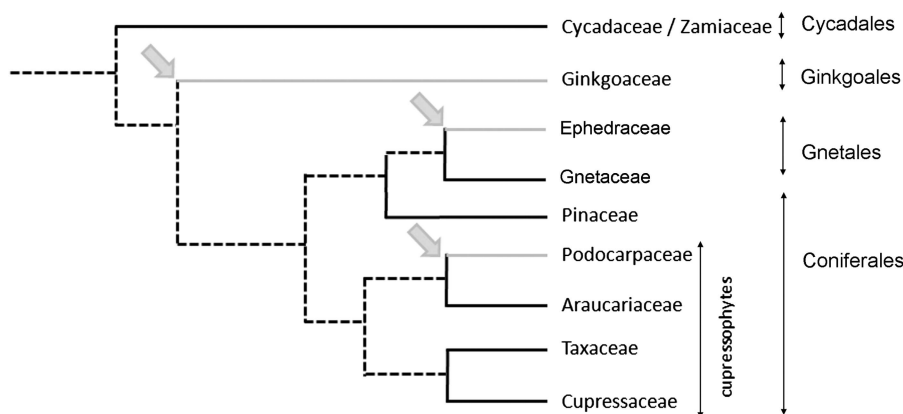 Cycadaceae / Zamiaceae
Cycadales
Ginkgoaceae
Ginkgoales
Ephedraceae
Gnetales
Gnetaceae
Pinaceae
Podocarpaceae
Coniferales
Araucariaceae
cupressophytes
Taxaceae
Cupressaceae